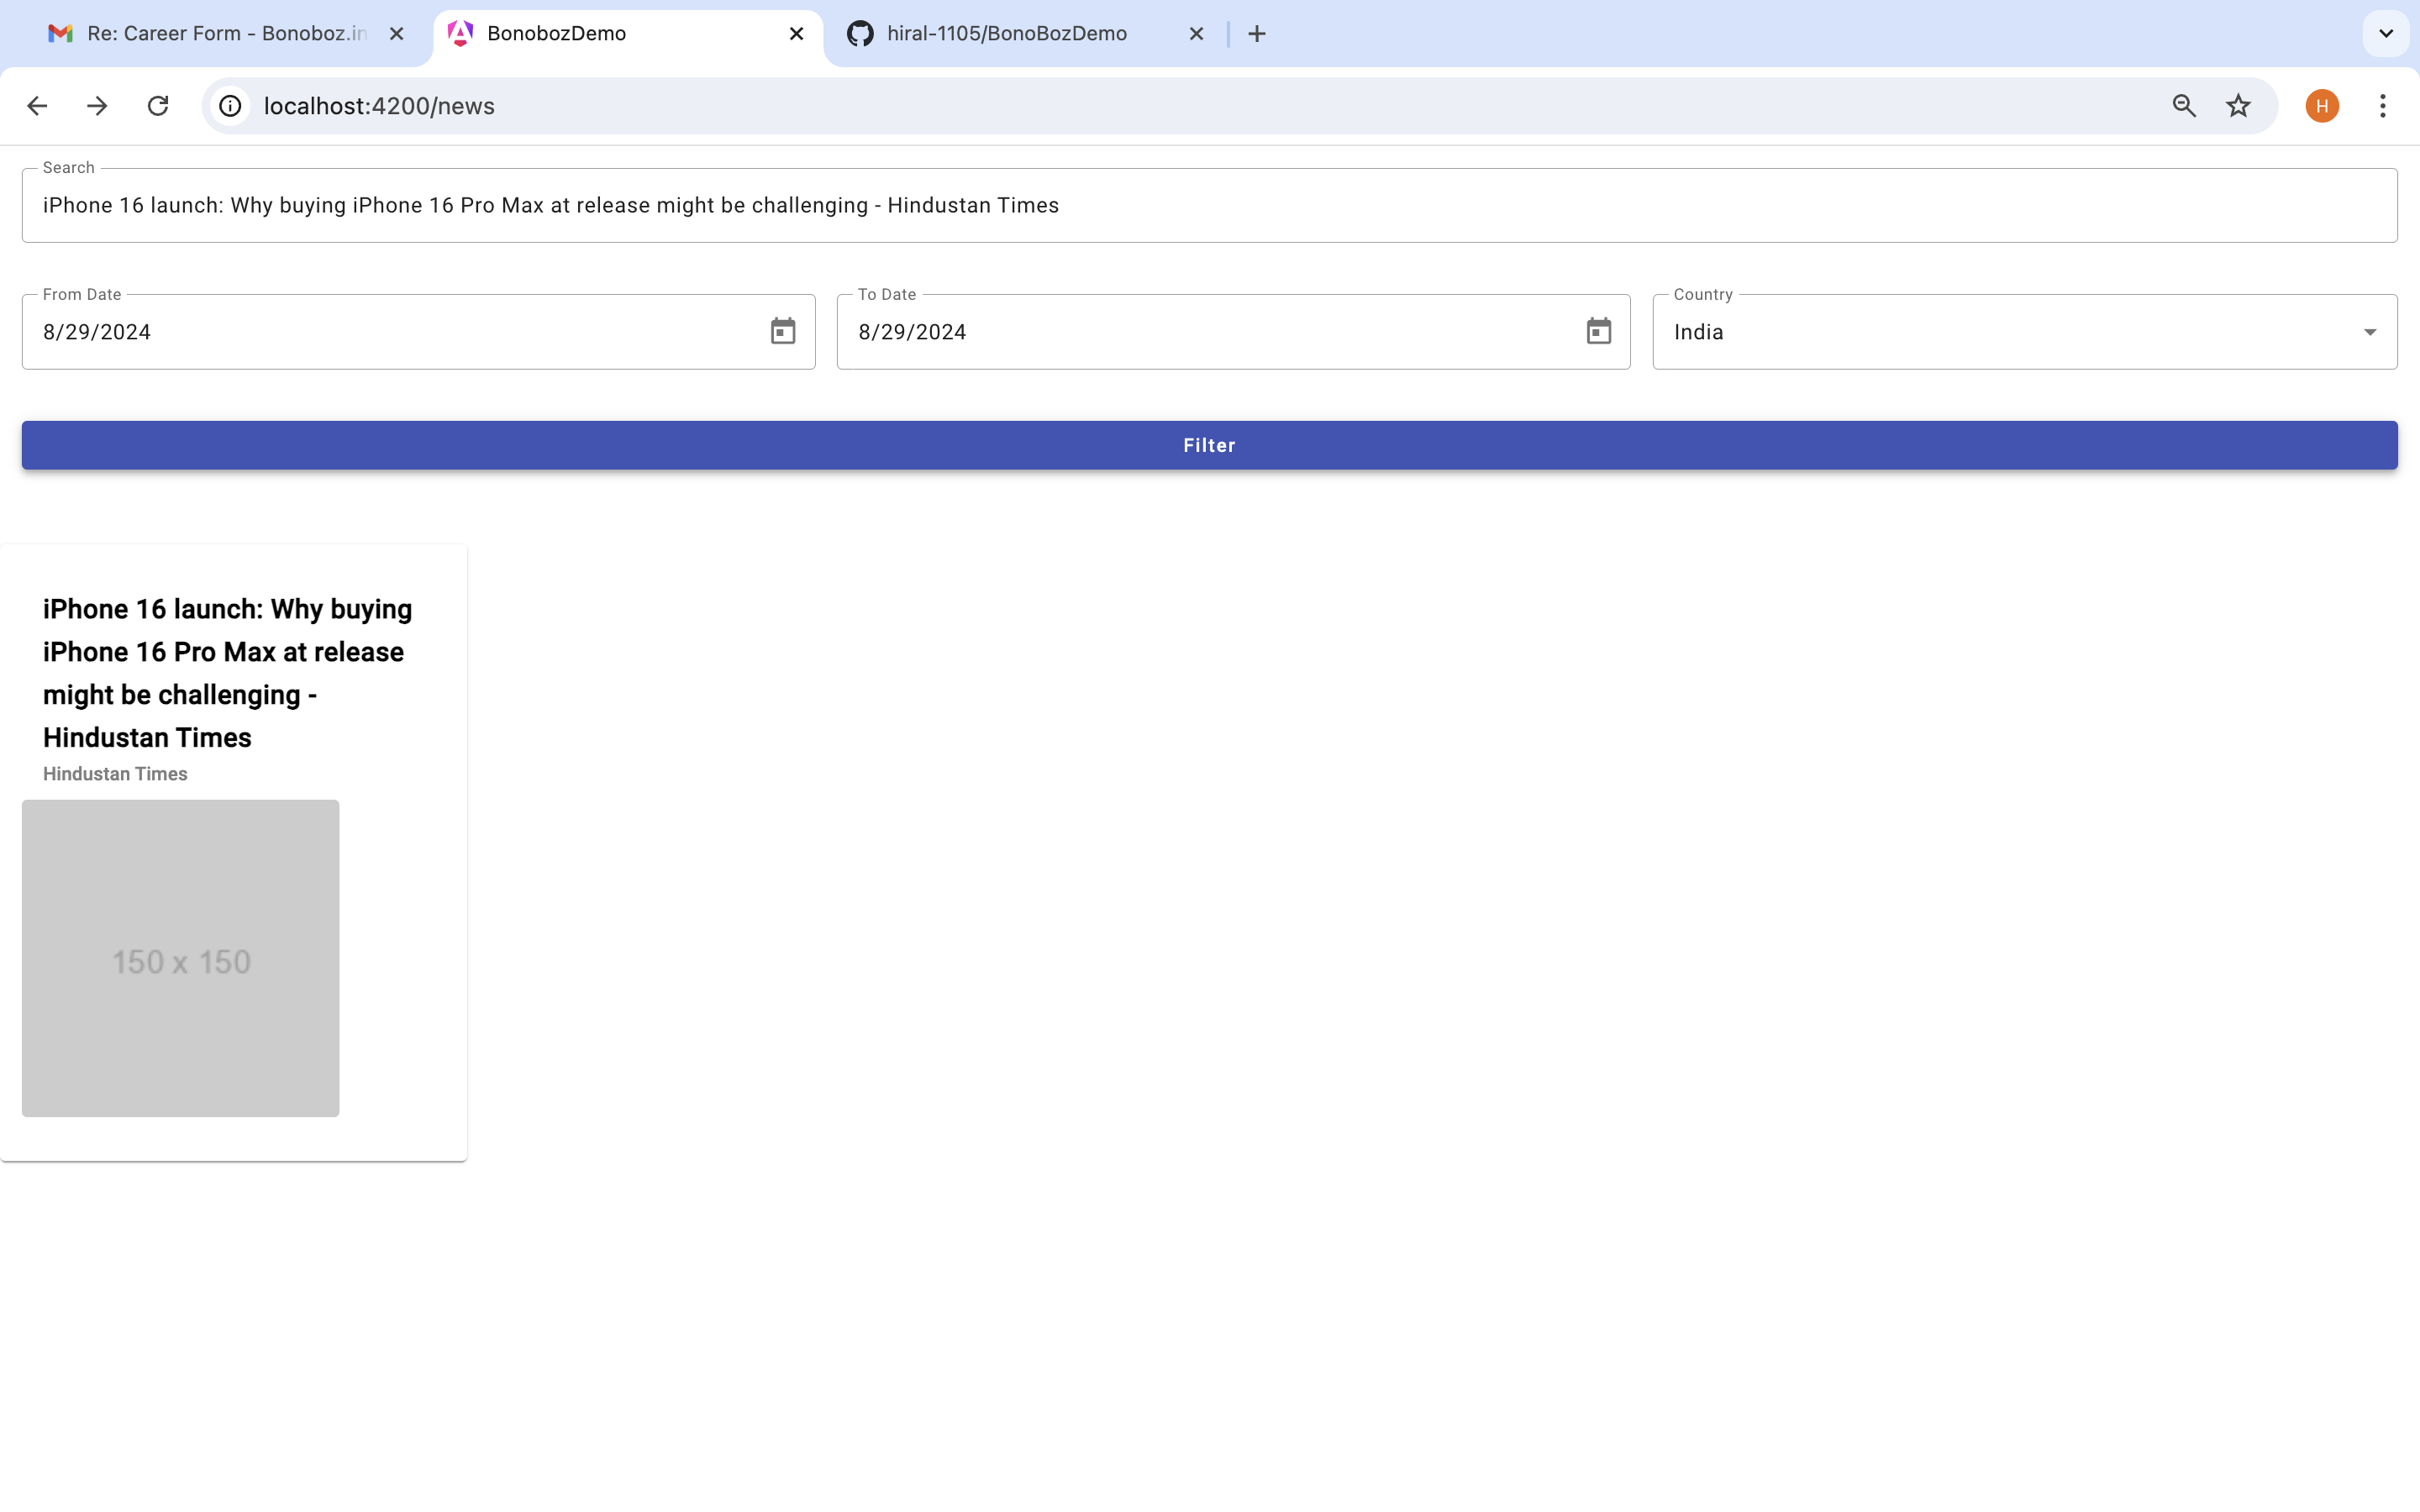 Re: Career Form - Bonoboz.in
BonobozDemo
hiral-1105/BonoBozDemo
localhost:4200/news
H
Search
iPhone 16 launch: Why buying iPhone 16 Pro Max at release might be challenging - Hindustan Times
From Date
8/29/2024
To Date
8/29/2024
Country
India
Filter
iPhone 16 launch: Why buying
iPhone 16 Pro Max at release
might be challenging -
Hindustan Times
Hindustan Times
150 x 150